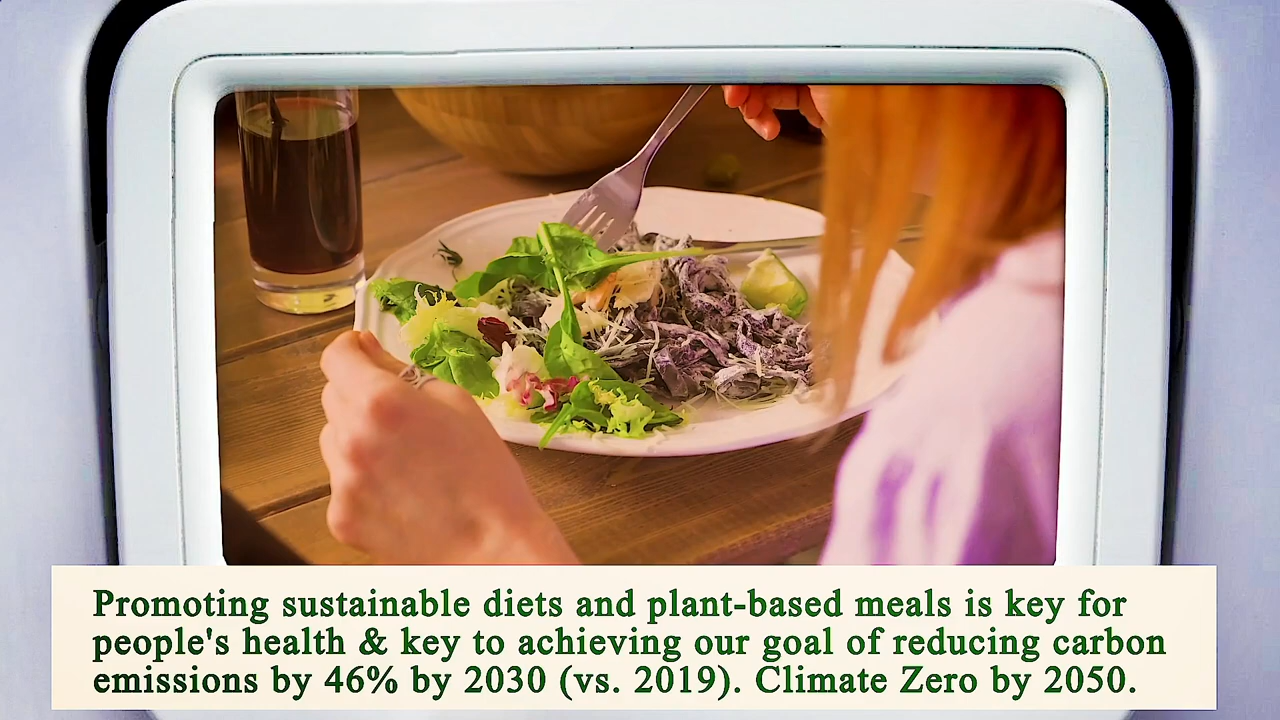 Promoting sustainable diets and plant-based meals is key for
people's health & key to achieving our goal of reducing carbon
emissions by 46% by 2030 (vs. 2019). Climate Zero by 2050.